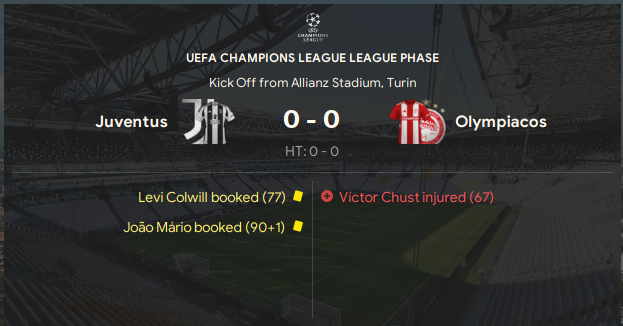 CHAMPIONS
LEAGUE
UEFA CHAMPIONS LEAGUE LEAGUE PHASE
Kick Off from Allianz Stadium, Turin
Juventus 0 - 0 Olympiacos
HT: 0 - 0
Levi Colwill booked (77) Victor Chust injured (67)
João Mário booked (90+1)